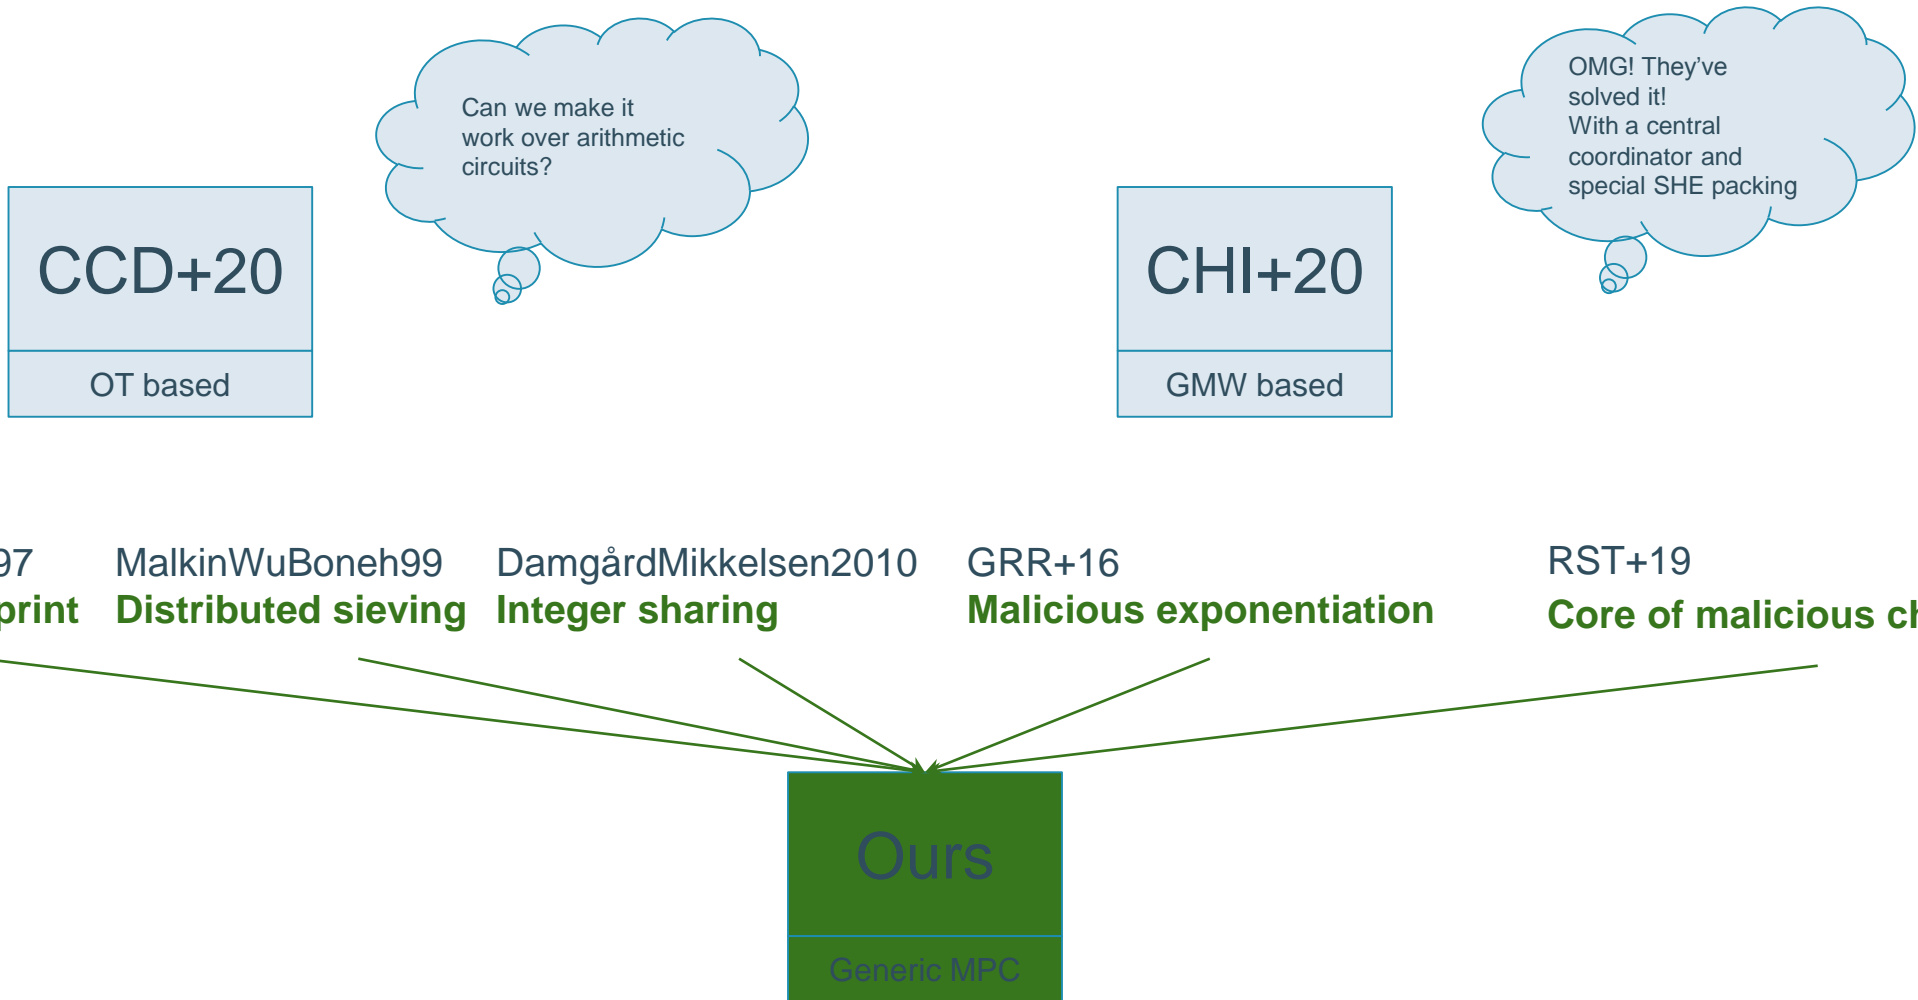 Can we make it
work over arithmetic
circuits?
OMG! They’ve
solved it!
With a central
coordinator and
special SHE packing
CCD+20
OT based
CHI+20
GMW based
97
print
MalkinWuBoneh99
Distributed sieving
DamgårdMikkelsen2010
Integer sharing
GRR+16
Malicious exponentiation
RST+19
Core of malicious ch
Ours
Generic MPC